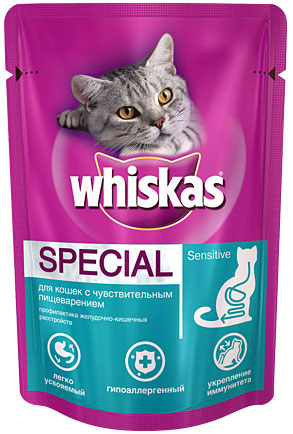 whiskas
SPECIAL
Sensitive
для кошек с чувствительным
пищеварением
профилактика желудочно-кишечных
расстройств
легко
усвояемый
гипоаллергенный
укрепление
иммунитета